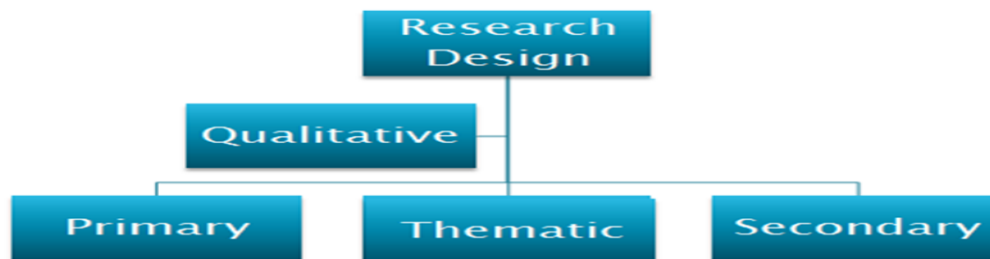 Research
Design
Qualitative
Primary
Thematic
Secondary